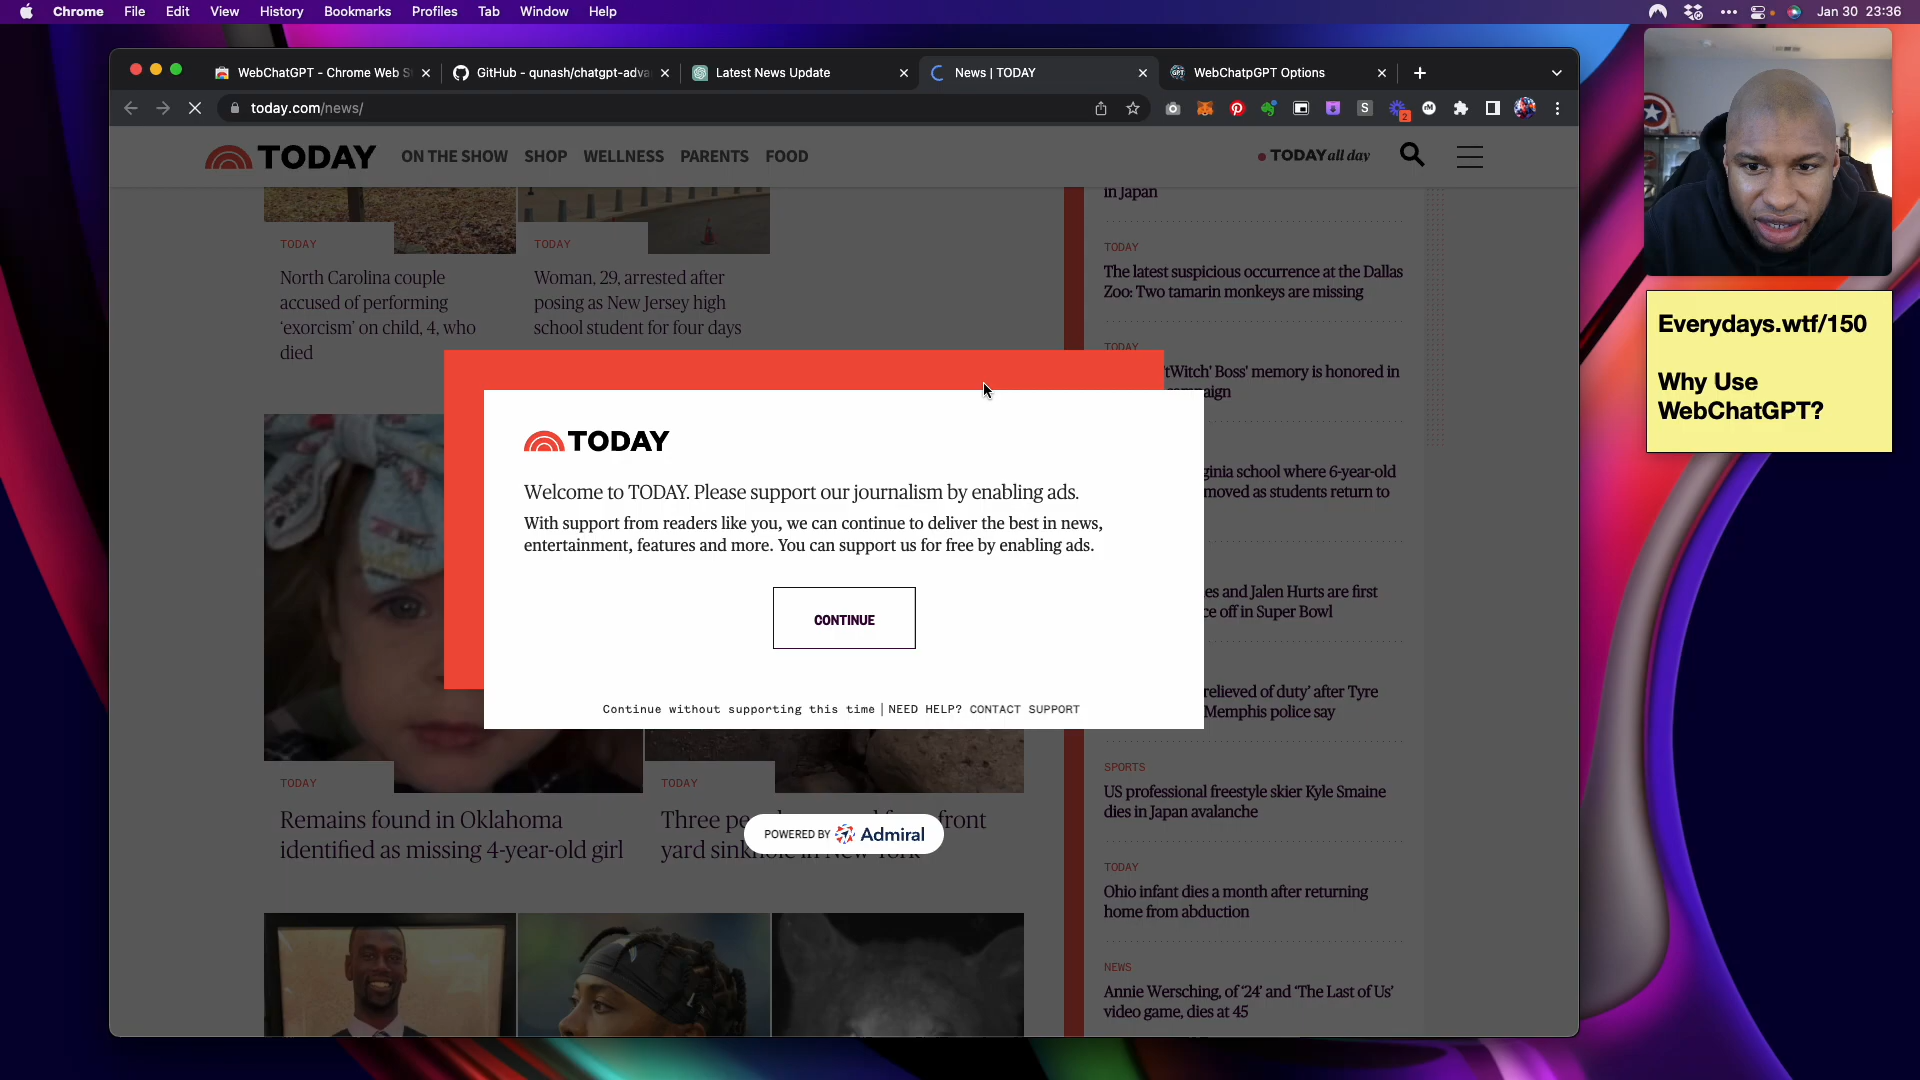 Chrome File Edit View History Bookmarks Profiles Tab Window Help
Jan 30 23:36
WebChatGPT - Chrome Web S
GitHub - qunash/chatgpt-adva
Latest News Update
News | TODAY
WebChatpGPT Options
today.com/news/
2
TODAY ON THE SHOW SHOP WELLNESS PARENTS FOOD
TODAY all day
in Japan
TODAY
North Carolina couple
accused of performing
‘exorcism’ on child, 4, who
died
TODAY
Woman, 29, arrested after
posing as New Jersey high
school student for four days
TODAY
The latest suspicious occurrence at the Dallas
Zoo: Two tamarin monkeys are missing
TODAY
tWitch' Boss' memory is honored in
aign
ginia school where 6-year-old
moved as students return to
es and Jalen Hurts are first
ce off in Super Bowl
relieved of duty’ after Tyre
Memphis police say
SPORTS
US professional freestyle skier Kyle Smaine
dies in Japan avalanche
TODAY
Ohio infant dies a month after returning
home from abduction
NEWS
Annie Wersching, of ‘24’ and ‘The Last of Us’
video game, dies at 45
TODAY
Welcome to TODAY. Please support our journalism by enabling ads.
With support from readers like you, we can continue to deliver the best in news,
entertainment, features and more. You can support us for free by enabling ads.
CONTINUE
Continue without supporting this time | NEED HELP? CONTACT SUPPORT
POWERED BY Admiral
TODAY
Remains found in Oklahoma
identified as missing 4-year-old girl
TODAY
Three pe front
yard sinkhole in New York
Everydays.wtf/150
Why Use
WebChatGPT?